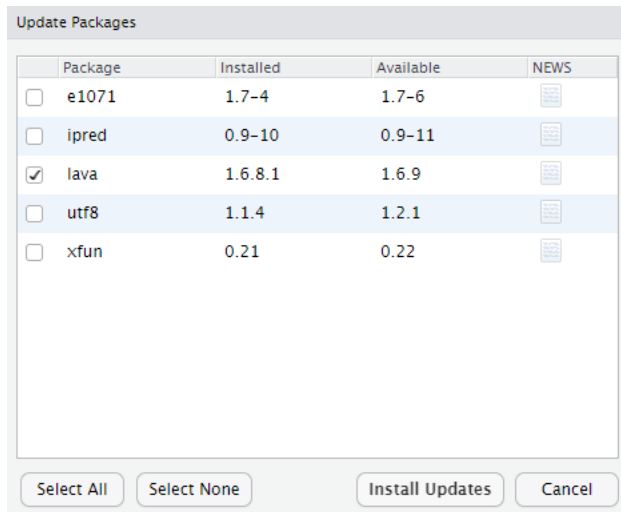 Update Packages
Package Installed Available NEWS
e1071 1.7-4 1.7-6
ipred 0.9-10 0.9-11
lava 1.6.8.1 1.6.9
utf8 1.1.4 1.2.1
xfun 0.21 0.22
Select All Select None Install Updates Cancel